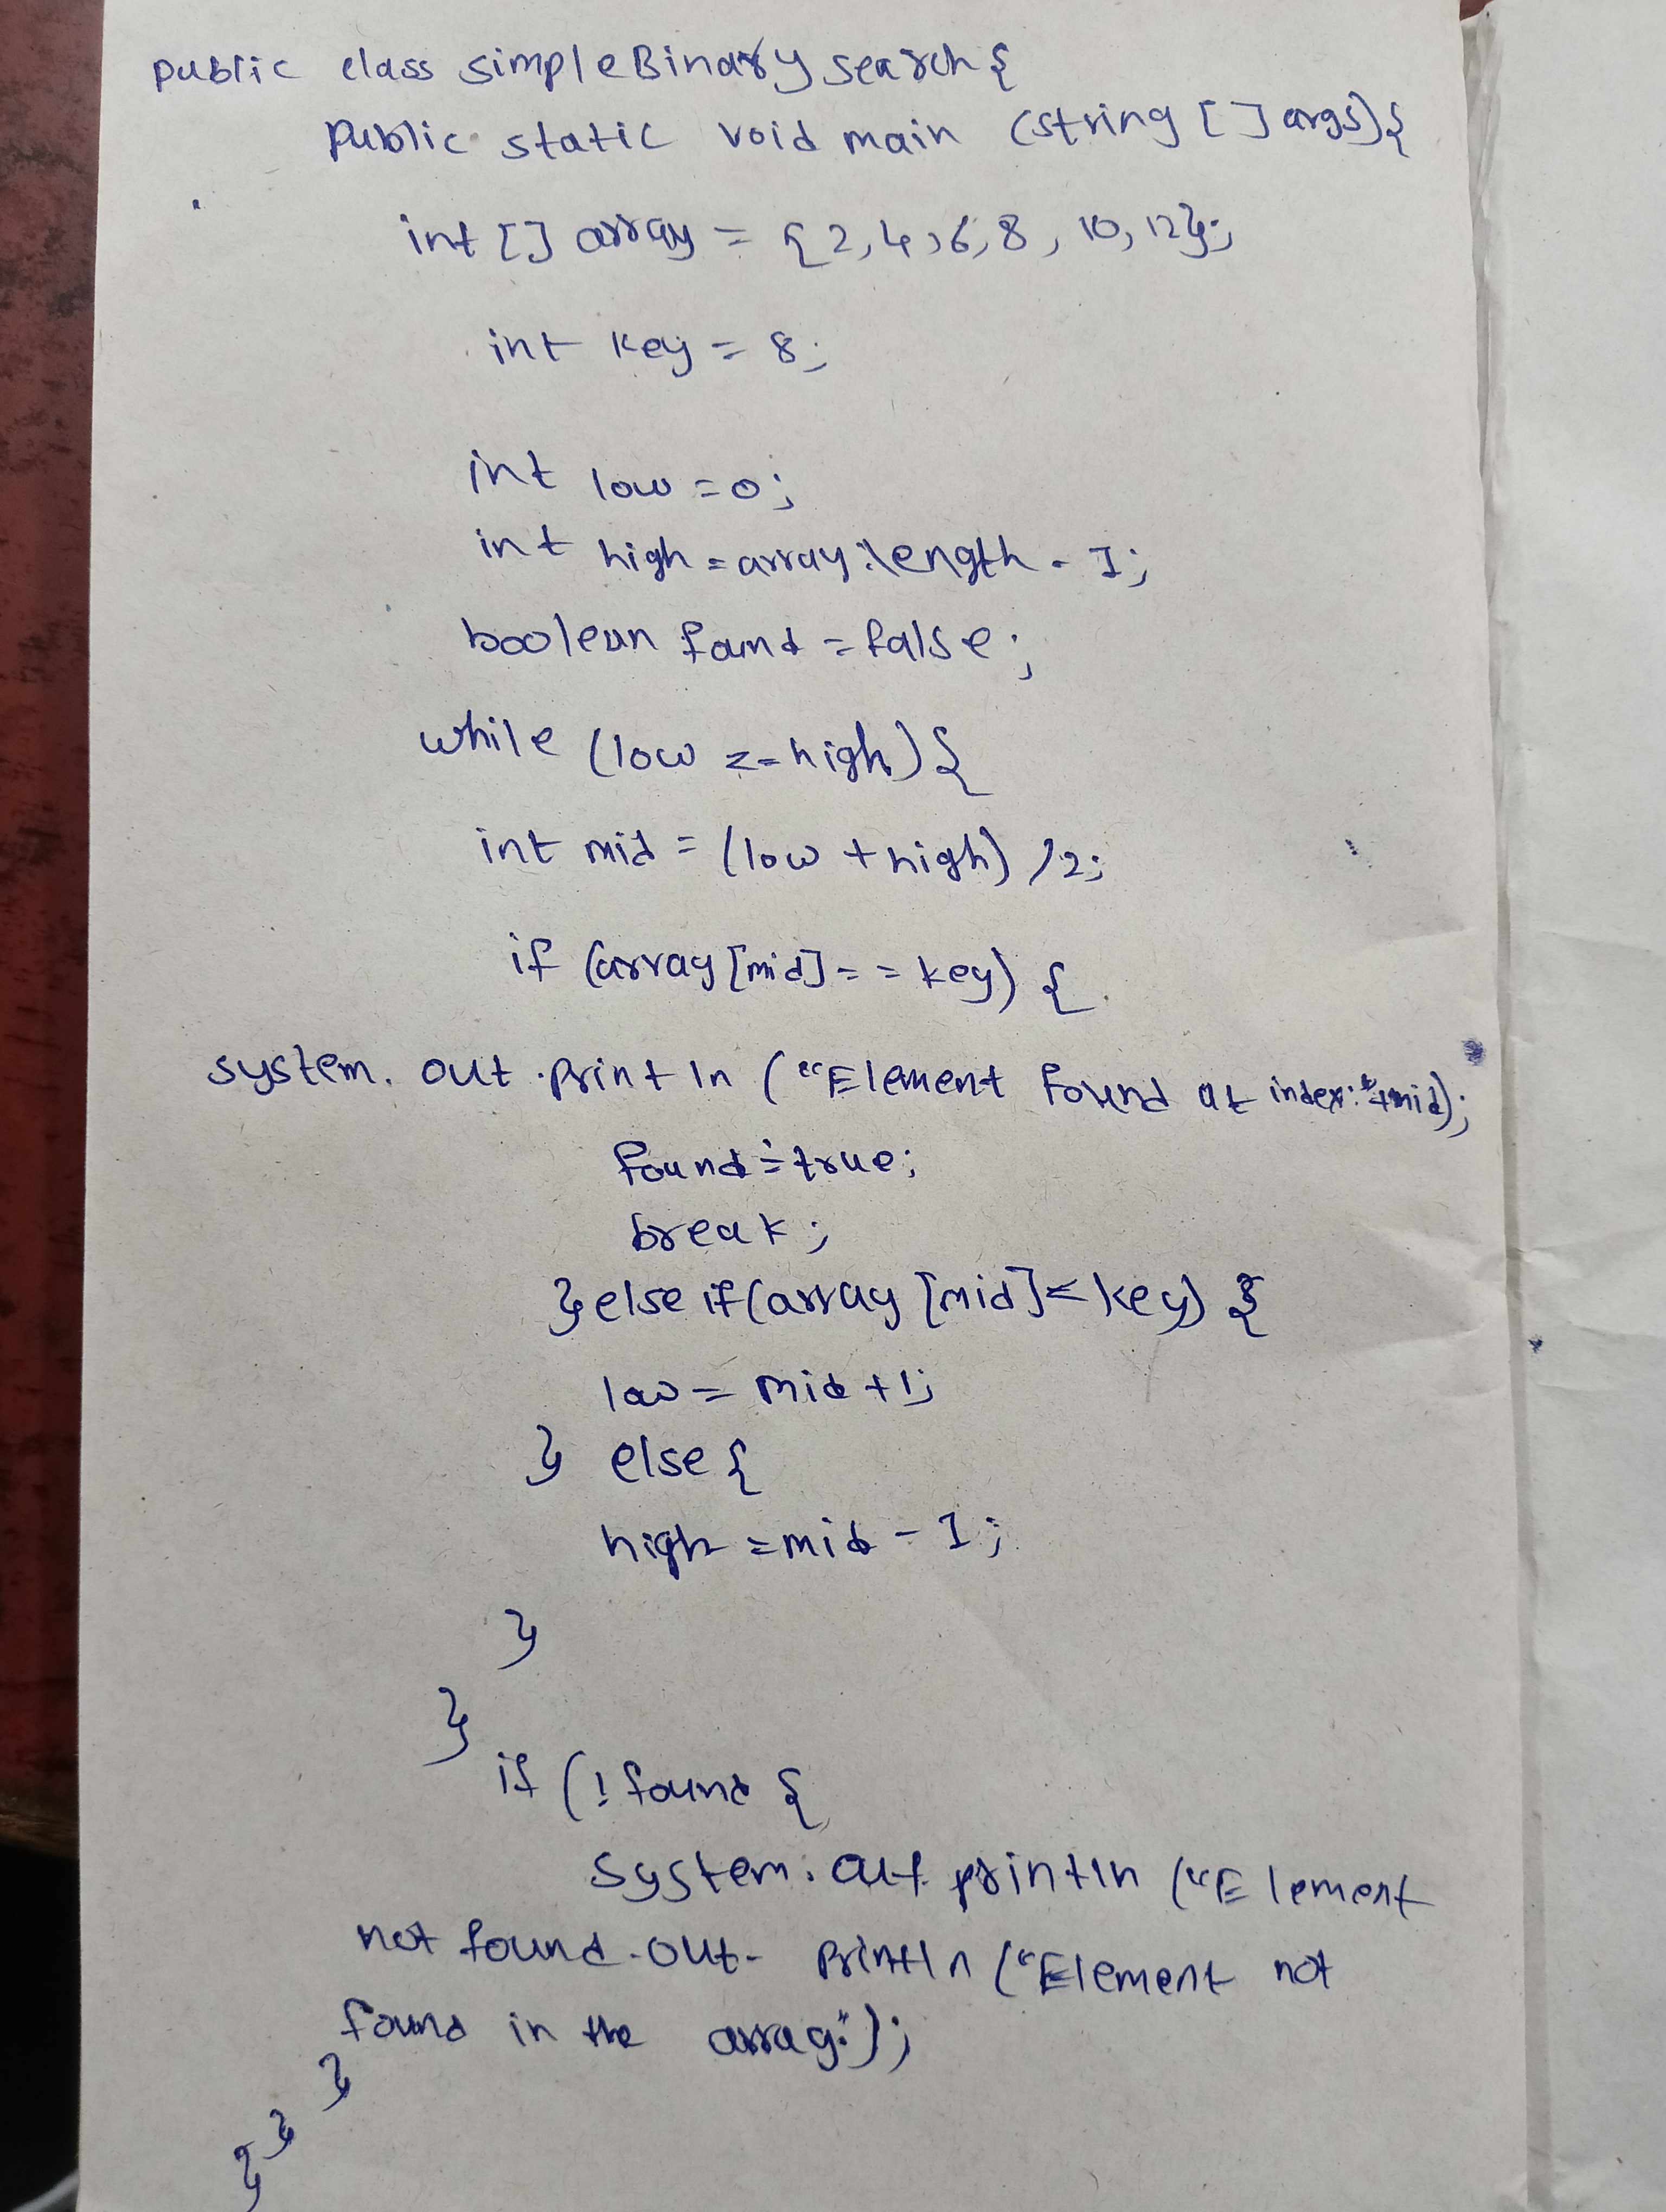 public class simpleBinary search{
public static void main (string [] args){
int [] array = {2,4,6,8, 10, 12};
int key = 8;
int low = 0;
int high = array.length - 1;
boolean found = false;
while (low <= high) {
int mid = (low + high) /2;
if (array [mid] == key) {
system. out .println ("Element found at index:"+mid);
found = true;
break;
} else if (array [mid] < key) {
low = mid +1;
} else {
high = mid - 1;
}
}
if (! found {
system. out. println ("Element
not found .out. println ("Element not
found in the array.");
}
}
}